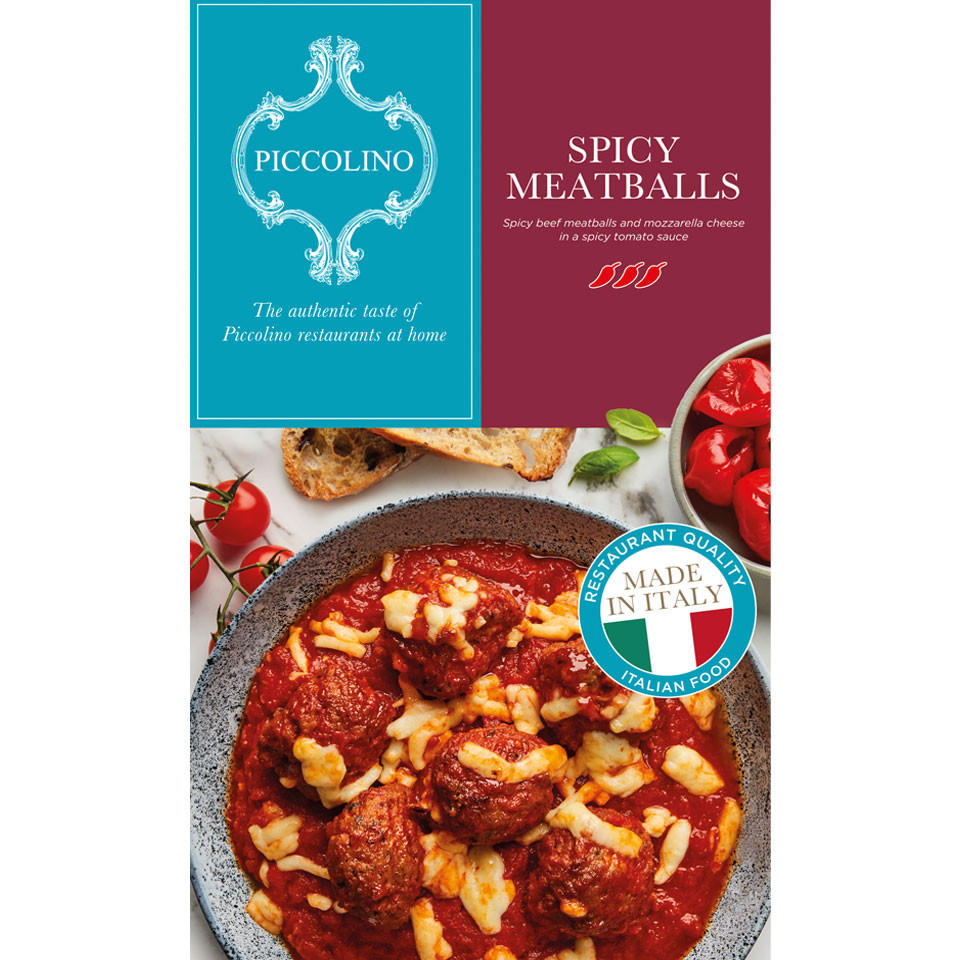 PICCOLINO
The authentic taste of
Piccolino restaurants at home
SPICY
MEATBALLS
Spicy beef meatballs and mozzarella cheese
in a spicy tomato sauce
RESTAURANT QUALITY
MADE
IN ITALY
ITALIAN FOOD